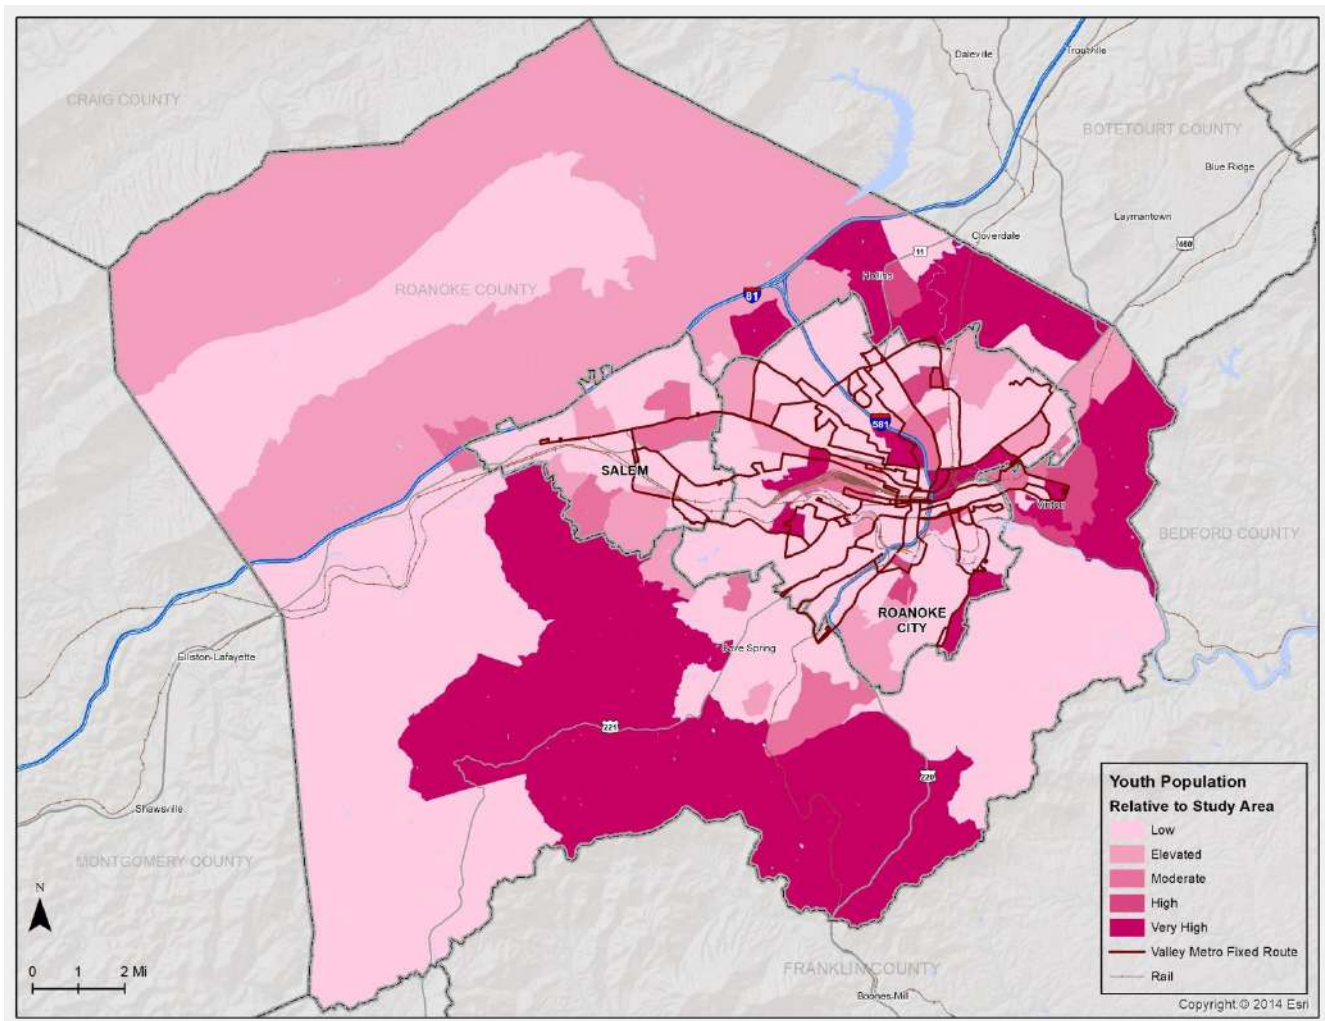 Daleville
Troutville
CRAIG COUNTY
BOTETOURT COUNTY
Blue Ridge
Laymantown
460
Cloverdale
11
Hollins
ROANOKE COUNTY
81
581
SALEM
Vinton
BEDFORD COUNTY
ROANOKE
CITY
Cave Spring
Elliston-Lafayette
221
220
Shawsville
MONTGOMERY COUNTY
FRANKLIN COUNTY
Boones Mill
N
0 1 2 Mi
Youth Population
Relative to Study Area
Low
Elevated
Moderate
High
Very High
Valley Metro Fixed Route
Rail
Copyright © 2014 Esri